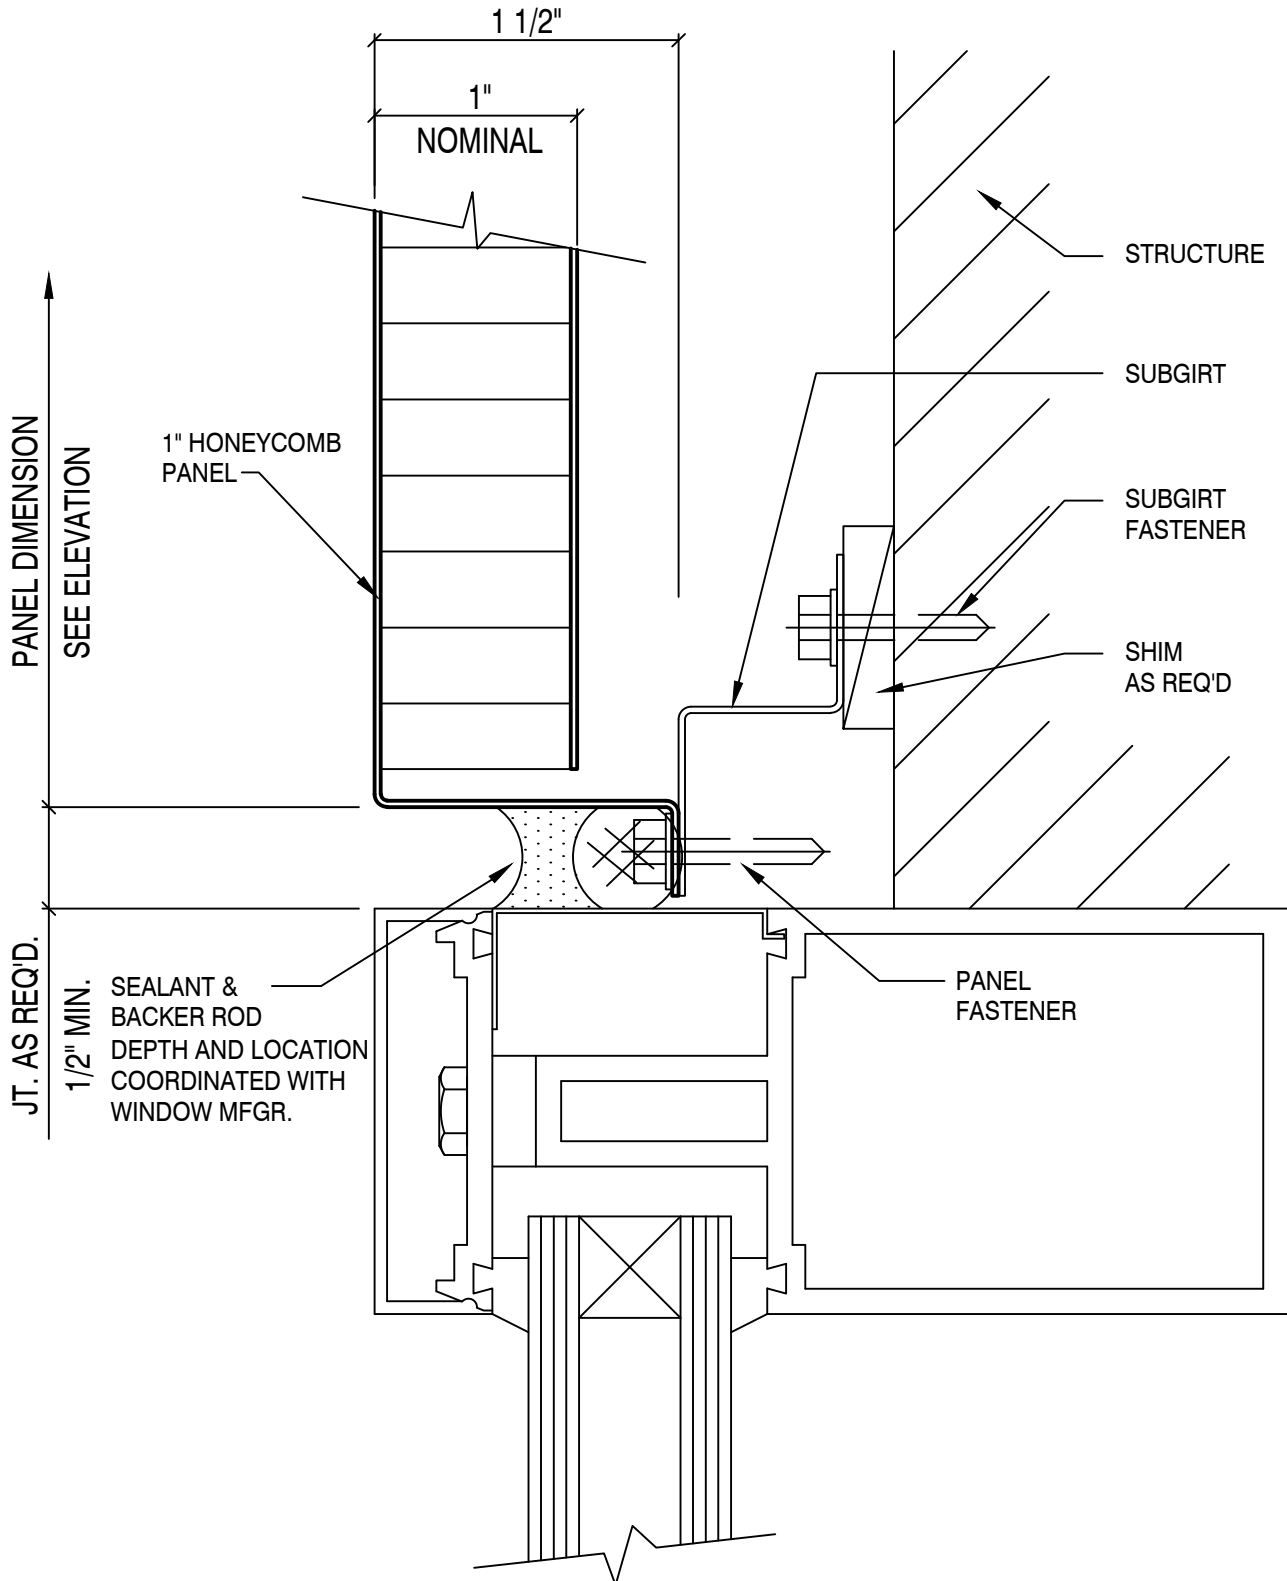 1 1/2"
1"
NOMINAL
STRUCTURE
SUBGIRT
1" HONEYCOMB
PANEL
SUBGIRT
FASTENER
PANEL DIMENSION
SEE ELEVATION
SHIM
AS REQ'D
JT. AS REQ'D.
1/2" MIN.
SEALANT &
BACKER ROD
DEPTH AND LOCATION
COORDINATED WITH
WINDOW MFGR.
PANEL
FASTENER